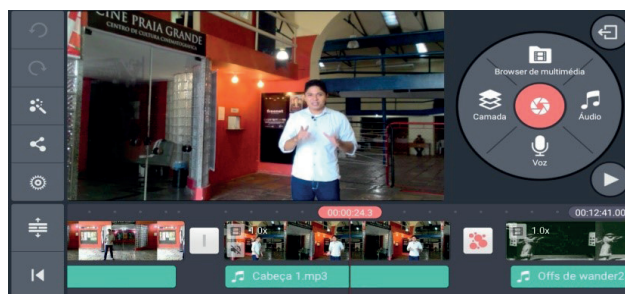 CINE PRAIA GRANDE
CENTRO DE CULTURA CINEMATOGRÁFICA
Browser de multimédia
Camada
Áudio
Voz
00:00:24.3
00:12:41.00
1.0x
1.0x
Cabeça 1.mp3
Offs de wander2